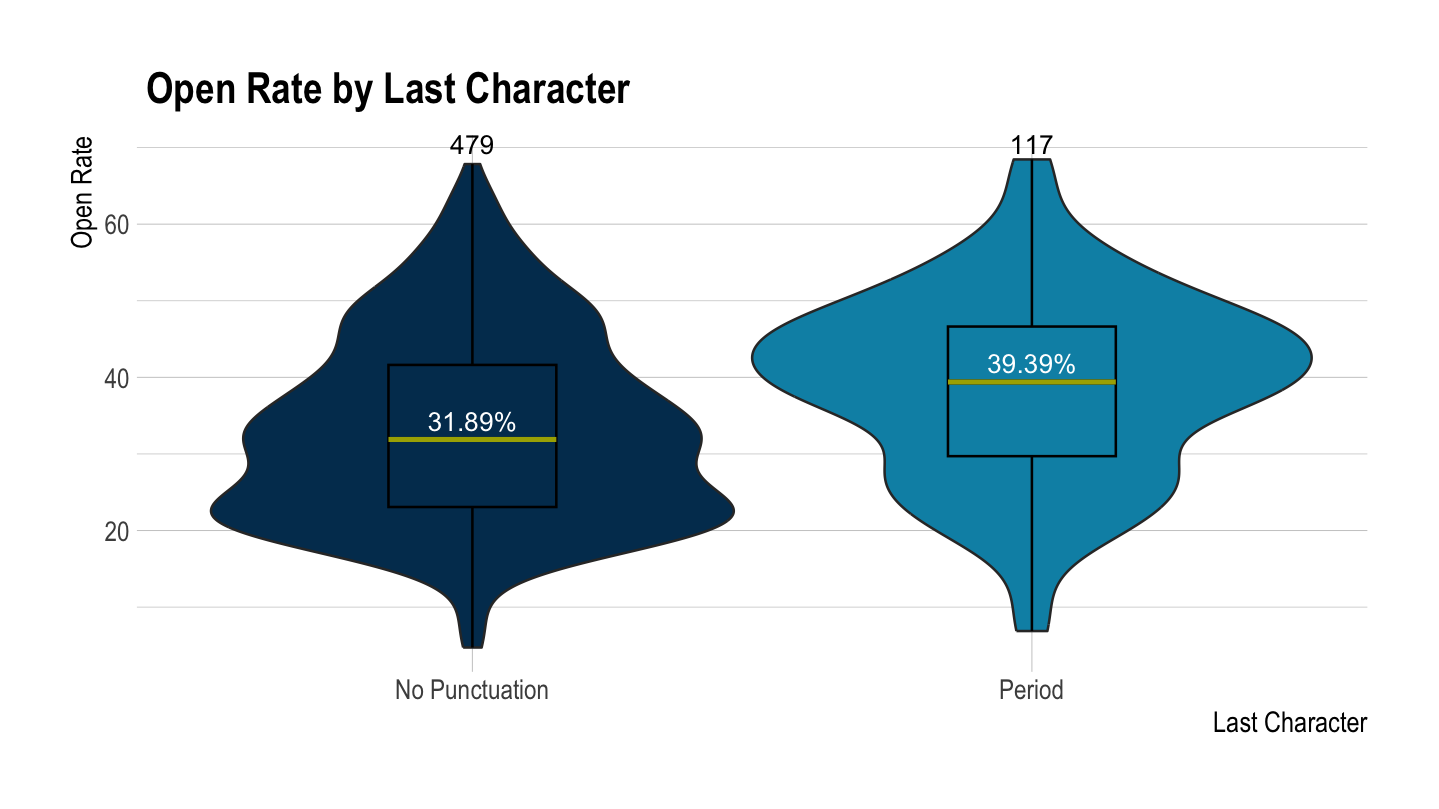 Open Rate by Last Character
479
117
Open Rate
60
40
20
31.89%
39.39%
No Punctuation
Period
Last Character